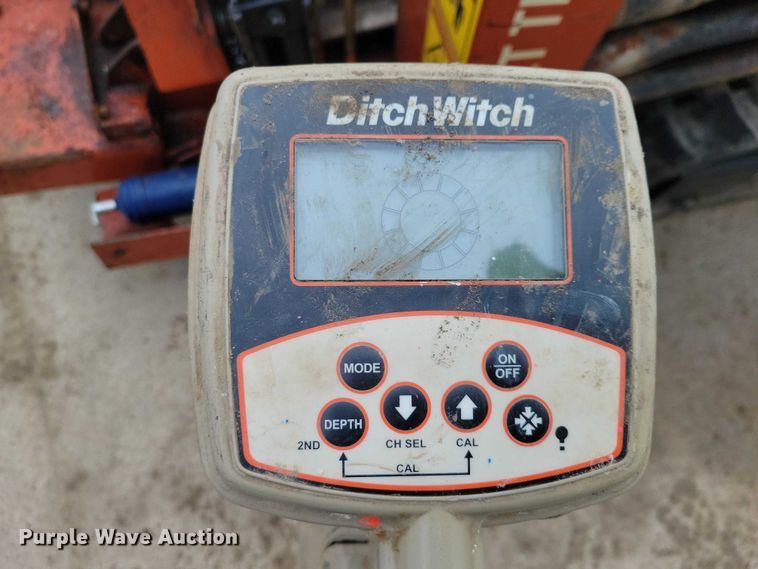 DitchWitch
MODE
ON
OFF
DEPTH
2ND
CH SEL
CAL
CAL
Purple Wave Auction